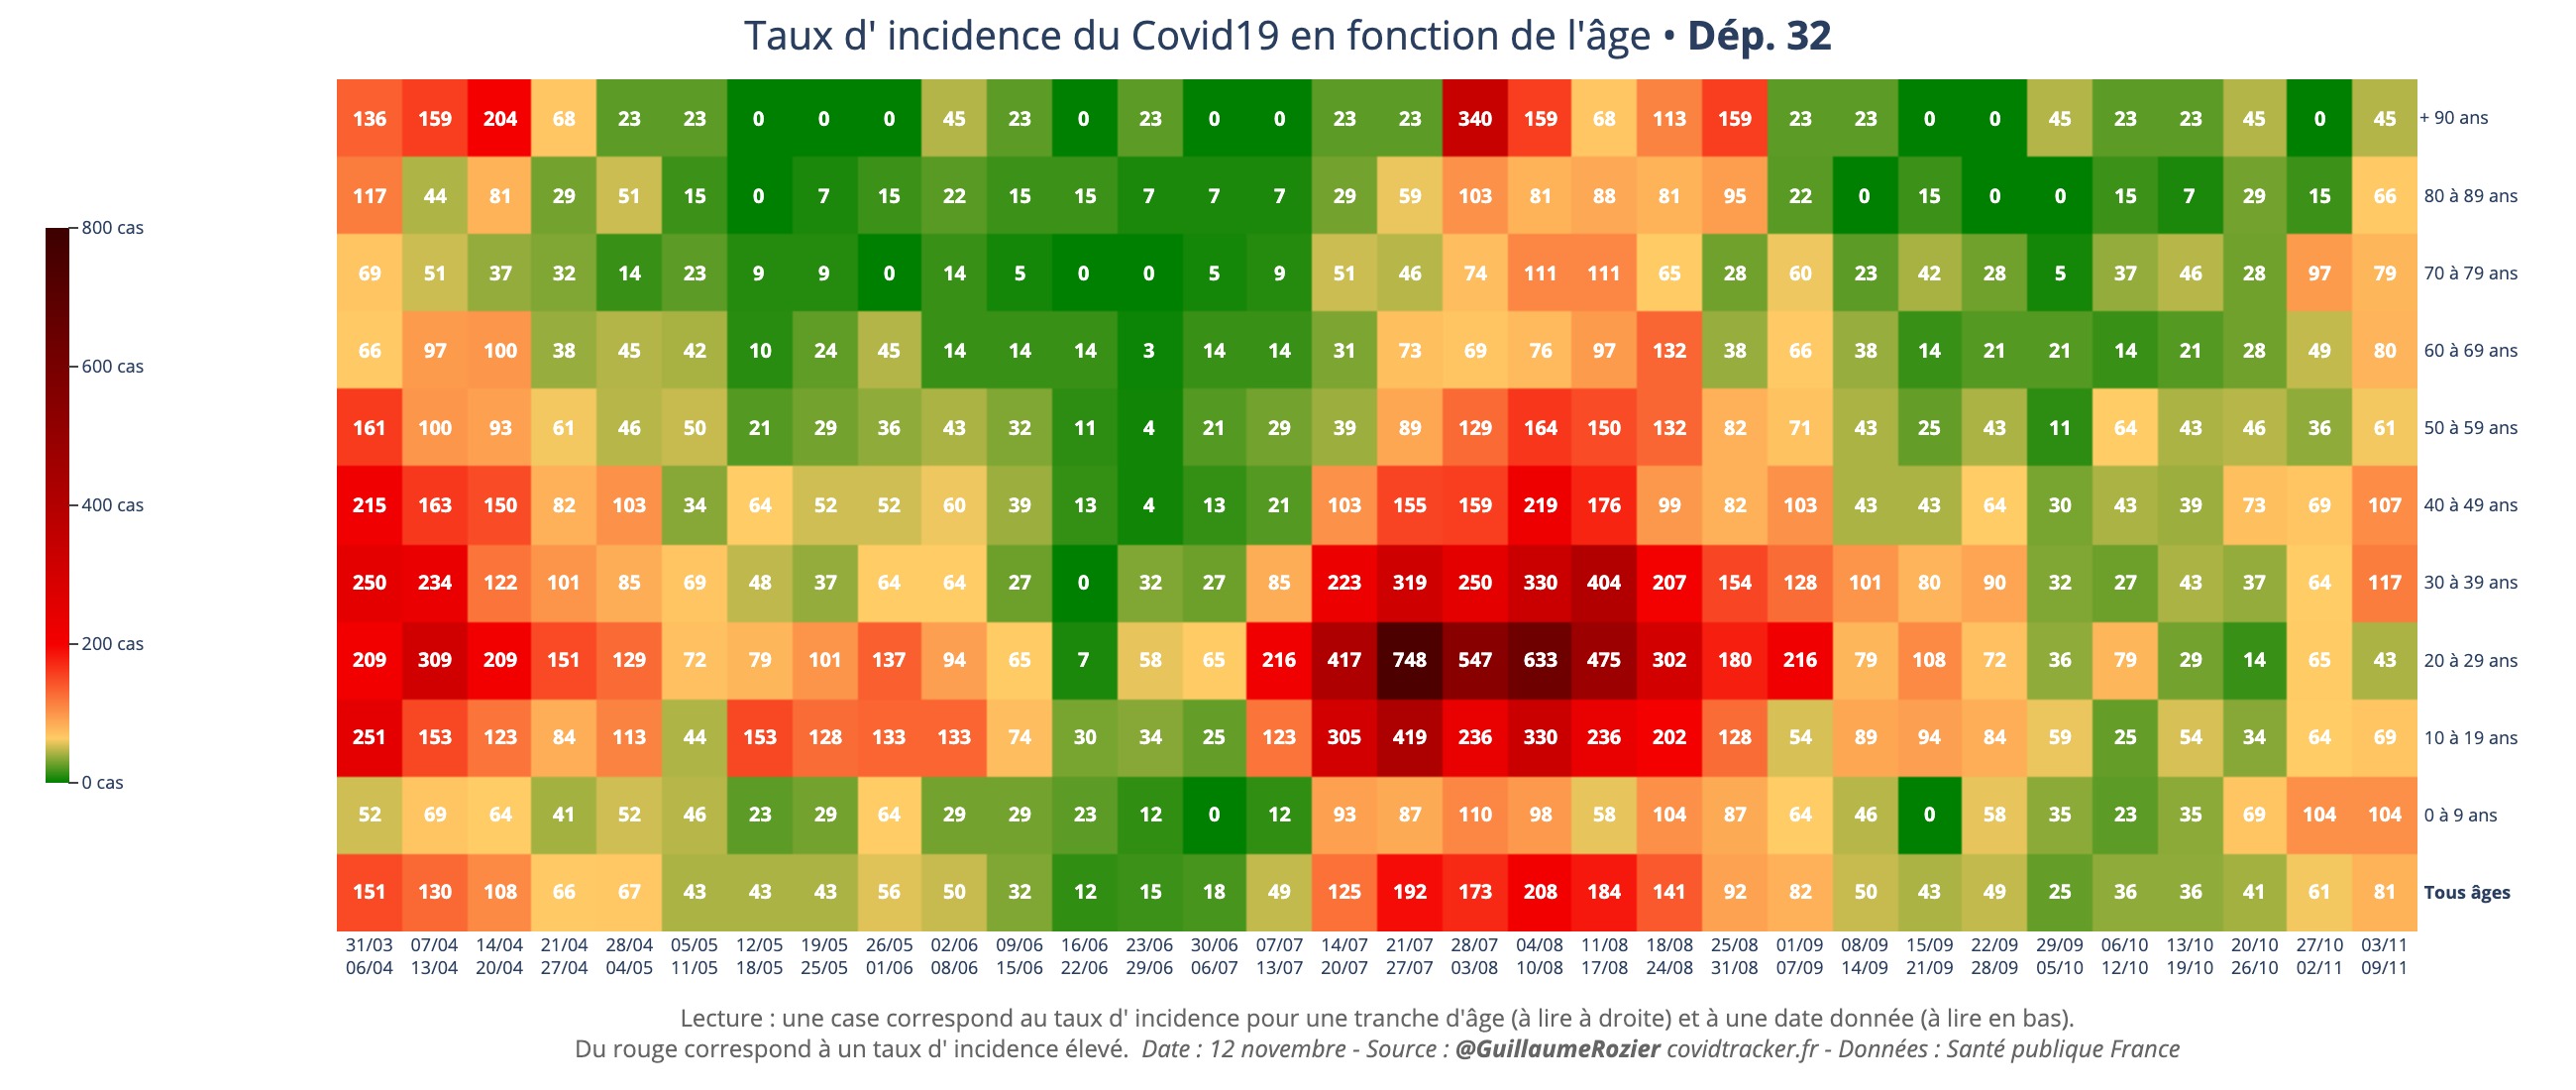 Taux d' incidence du Covid19 en fonction de l'âge • Dép. 32
800 cas
600 cas
400 cas
200 cas
0 cas
136 159 204 68 23 23 0 0 0 45 23 0 23 0 0 23 23 340 159 68 113 159 23 23 0 0 45 23 23 45 0 45 + 90 ans
117 44 81 29 51 15 0 7 15 22 15 15 7 7 7 29 59 103 81 88 81 95 22 0 15 0 0 15 7 29 15 66 80 à 89 ans
69 51 37 32 14 23 9 9 0 14 5 0 0 5 9 51 46 74 111 111 65 28 60 23 42 28 5 37 46 28 97 79 70 à 79 ans
66 97 100 38 45 42 10 24 45 14 14 14 3 14 14 31 73 69 76 97 132 38 66 38 14 21 21 14 21 28 49 80 60 à 69 ans
161 100 93 61 46 50 21 29 36 43 32 11 4 21 29 39 89 129 164 150 132 82 71 43 25 43 11 64 43 46 36 61 50 à 59 ans
215 163 150 82 103 34 64 52 52 60 39 13 4 13 21 103 155 159 219 176 99 82 103 43 43 64 30 43 39 73 69 107 40 à 49 ans
250 234 122 101 85 69 48 37 64 64 27 0 32 27 85 223 319 250 330 404 207 154 128 101 80 90 32 27 43 37 64 117 30 à 39 ans
209 309 209 151 129 72 79 101 137 94 65 7 58 65 216 417 748 547 633 475 302 180 216 79 108 72 36 79 29 14 65 43 20 à 29 ans
251 153 123 84 113 44 153 128 133 133 74 30 34 25 123 305 419 236 330 236 202 128 54 89 94 84 59 25 54 34 64 69 10 à 19 ans
52 69 64 41 52 46 23 29 64 29 29 23 12 0 12 93 87 110 98 58 104 87 64 46 0 58 35 23 35 69 104 104 0 à 9 ans
151 130 108 66 67 43 43 43 56 50 32 12 15 18 49 125 192 173 208 184 141 92 82 50 43 49 25 36 36 41 61 81 Tous âges
31/03 07/04 14/04 21/04 28/04 05/05 12/05 19/05 26/05 02/06 09/06 16/06 23/06 30/06 07/07 14/07 21/07 28/07 04/08 11/08 18/08 25/08 01/09 08/09 15/09 22/09 29/09 06/10 13/10 20/10 27/10 03/11
06/04 13/04 20/04 27/04 04/05 11/05 18/05 25/05 01/06 08/06 15/06 22/06 29/06 06/07 13/07 20/07 27/07 03/08 10/08 17/08 24/08 31/08 07/09 14/09 21/09 28/09 05/10 12/10 19/10 26/10 02/11 09/11
Lecture : une case correspond au taux d' incidence pour une tranche d'âge (à lire à droite) et à une date donnée (à lire en bas).
Du rouge correspond à un taux d' incidence élevé. Date : 12 novembre - Source : @GuillaumeRozier covidtracker.fr - Données : Santé publique France